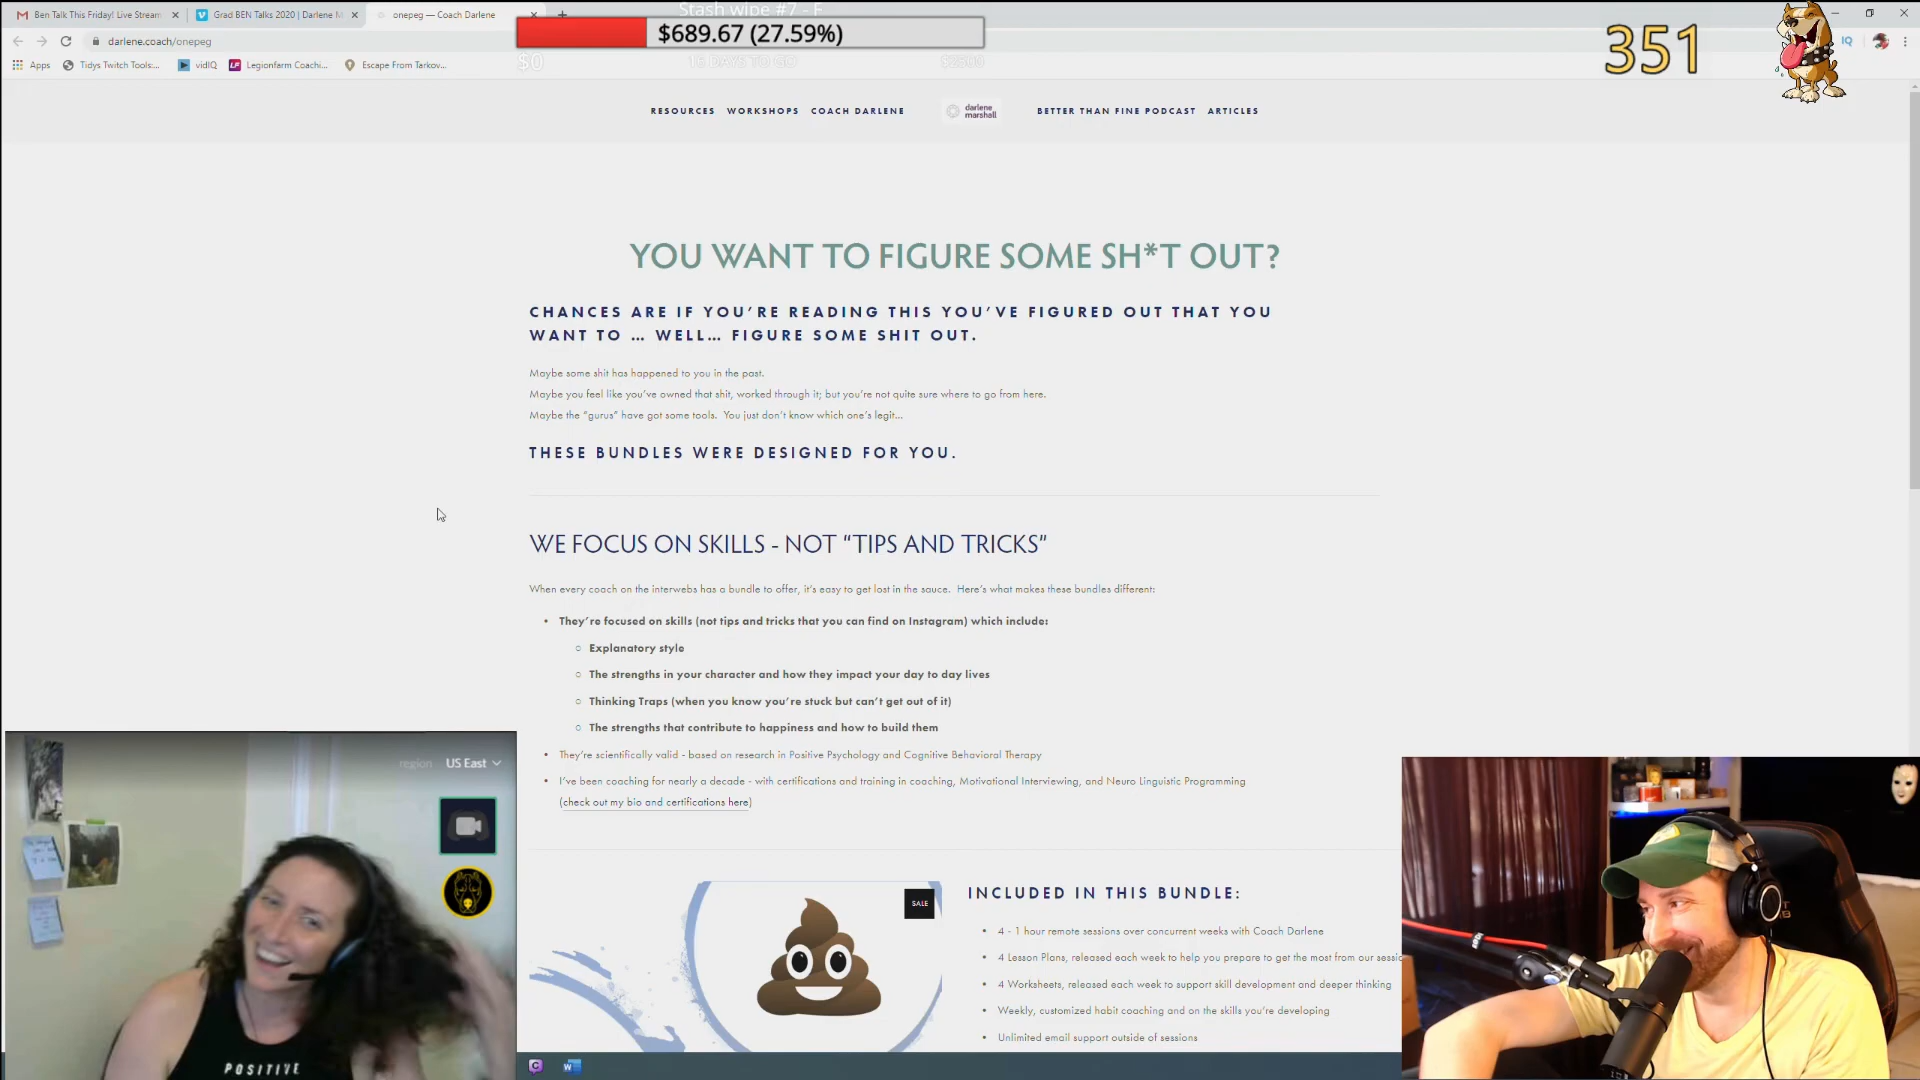 Ben Talk This Friday! Live Stream
Grad BEN Talks 2020 | Darlene M
onepeg — Coach Darlene
Stash wipe #7 - F
$689.67 (27.59%)
$0
16 DAYS TO GO
$2500
351
darlene.coach/onepeg
IQ
Apps
Tidys Twitch Tools:...
vidIQ
Legionfarm Coachi...
Escape From Tarkov...
RESOURCES
WORKSHOPS
COACH DARLENE
darlene
marshall
BETTER THAN FINE PODCAST
ARTICLES
YOU WANT TO FIGURE SOME SH*T OUT?
CHANCES ARE IF YOU’RE READING THIS YOU’VE FIGURED OUT THAT YOU
WANT TO … WELL… FIGURE SOME SHIT OUT.
Maybe some shit has happened to you in the past.
Maybe you feel like you’ve owned that shit, worked through it; but you’re not quite sure where to go from here.
Maybe the “gurus” have got some tools. You just don’t know which one’s legit…
THESE BUNDLES WERE DESIGNED FOR YOU.
WE FOCUS ON SKILLS - NOT “TIPS AND TRICKS”
When every coach on the interwebs has a bundle to offer, it’s easy to get lost in the sauce. Here’s what makes these bundles different:
They’re focused on skills (not tips and tricks that you can find on Instagram) which include:
Explanatory style
The strengths in your character and how they impact your day to day lives
Thinking Traps (when you know you’re stuck but can’t get out of it)
The strengths that contribute to happiness and how to build them
They’re scientifically valid - based on research in Positive Psychology and Cognitive Behavioral Therapy
I’ve been coaching for nearly a decade - with certifications and training in coaching, Motivational Interviewing, and Neuro Linguistic Programming
(check out my bio and certifications here)
SALE
INCLUDED IN THIS BUNDLE:
4 - 1 hour remote sessions over concurrent weeks with Coach Darlene
4 Lesson Plans, released each week to help you prepare to get the most from our sessio
4 Worksheets, released each week to support skill development and deeper thinking
Weekly, customized habit coaching and on the skills you’re developing
Unlimited email support outside of sessions
region
US East
POSITIVE